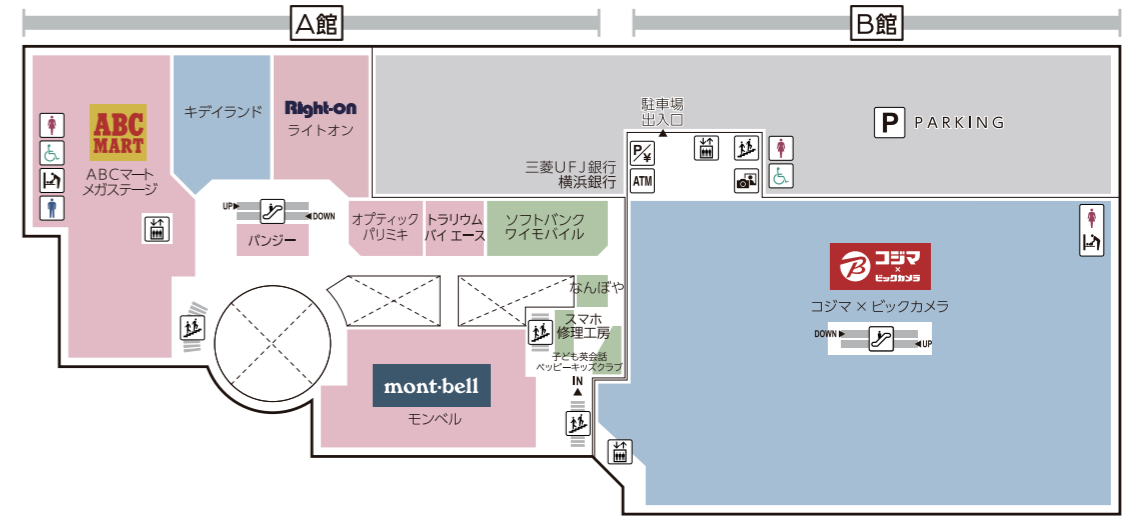 A館
B館
ABC
MART
ABCマート
メガステージ
キデイランド
Right-on
ライトオン
駐車場
出入口
P
PARKING
三菱UFJ銀行
横浜銀行
P/¥
ATM
UP
DOWN
パンジー
オプティック
パリミキ
トラリウム
バイ エース
ソフトバンク
ワイモバイル
なんぼや
スマホ
修理工房
子ども英会話
ペッピーキッズクラブ
IN
mont-bell
モンベル
B コジマ
×
ビックカメラ
コジマ × ビックカメラ
DOWN
UP